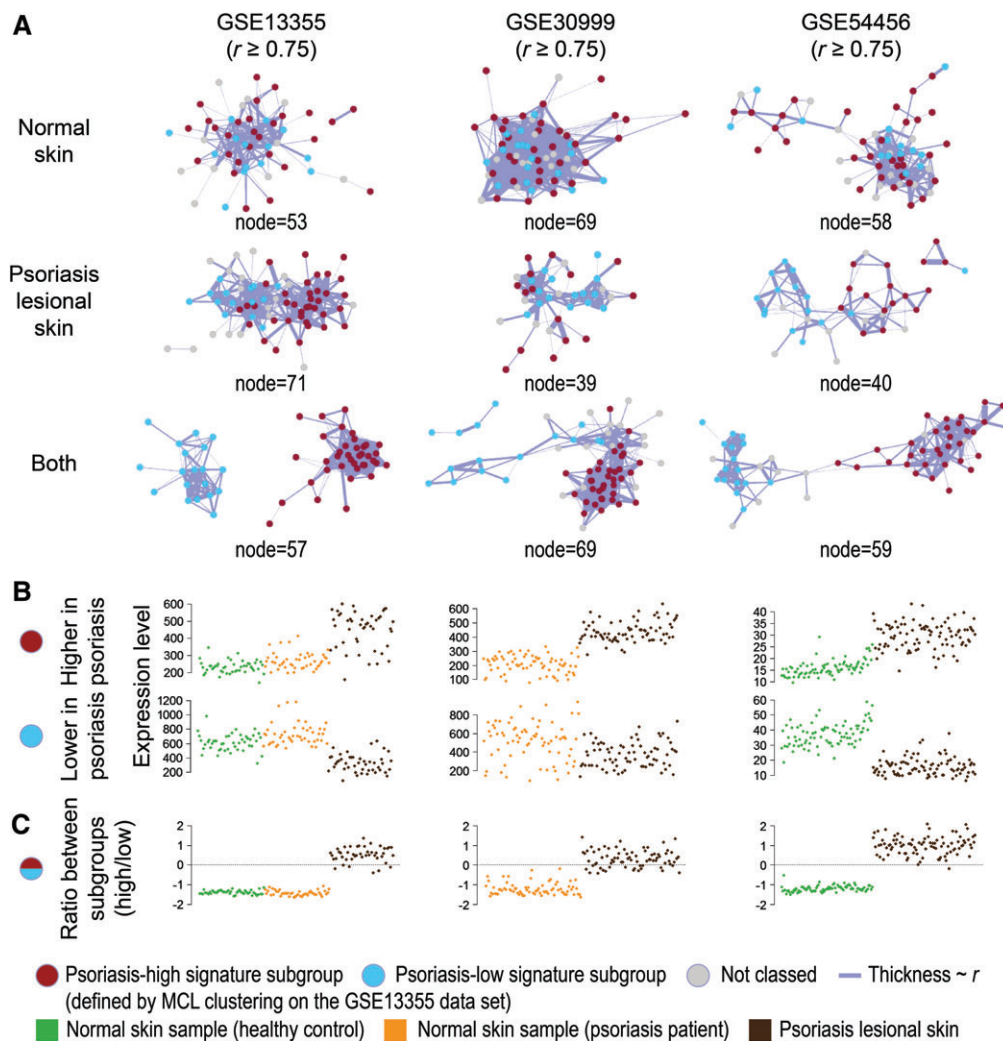 A
GSE13355
(r ≥ 0.75)
GSE30999
(r ≥ 0.75)
GSE54456
(r ≥ 0.75)
Normal
skin
node=53
node=69
node=58
Psoriasis
lesional
skin
node=71
node=39
node=40
Both
node=57
node=69
node=59
B
Higher in
psoriasis
Lower in
psoriasis
Expression level
600
500
400
300
200
600
500
400
300
200
100
40
35
30
25
20
15
10
1200
1000
800
600
400
200
800
600
400
200
60
50
40
30
20
10
C
Ratio between
subgroups
(high/low)
2
1
0
-1
-2
2
1
0
-1
-2
2
1
0
-1
-2
Psoriasis-high signature subgroup
(defined by MCL clustering on the GSE13355 data set)
Psoriasis-low signature subgroup
Not classed
Thickness ~ r
Normal skin sample (healthy control)
Normal skin sample (psoriasis patient)
Psoriasis lesional skin